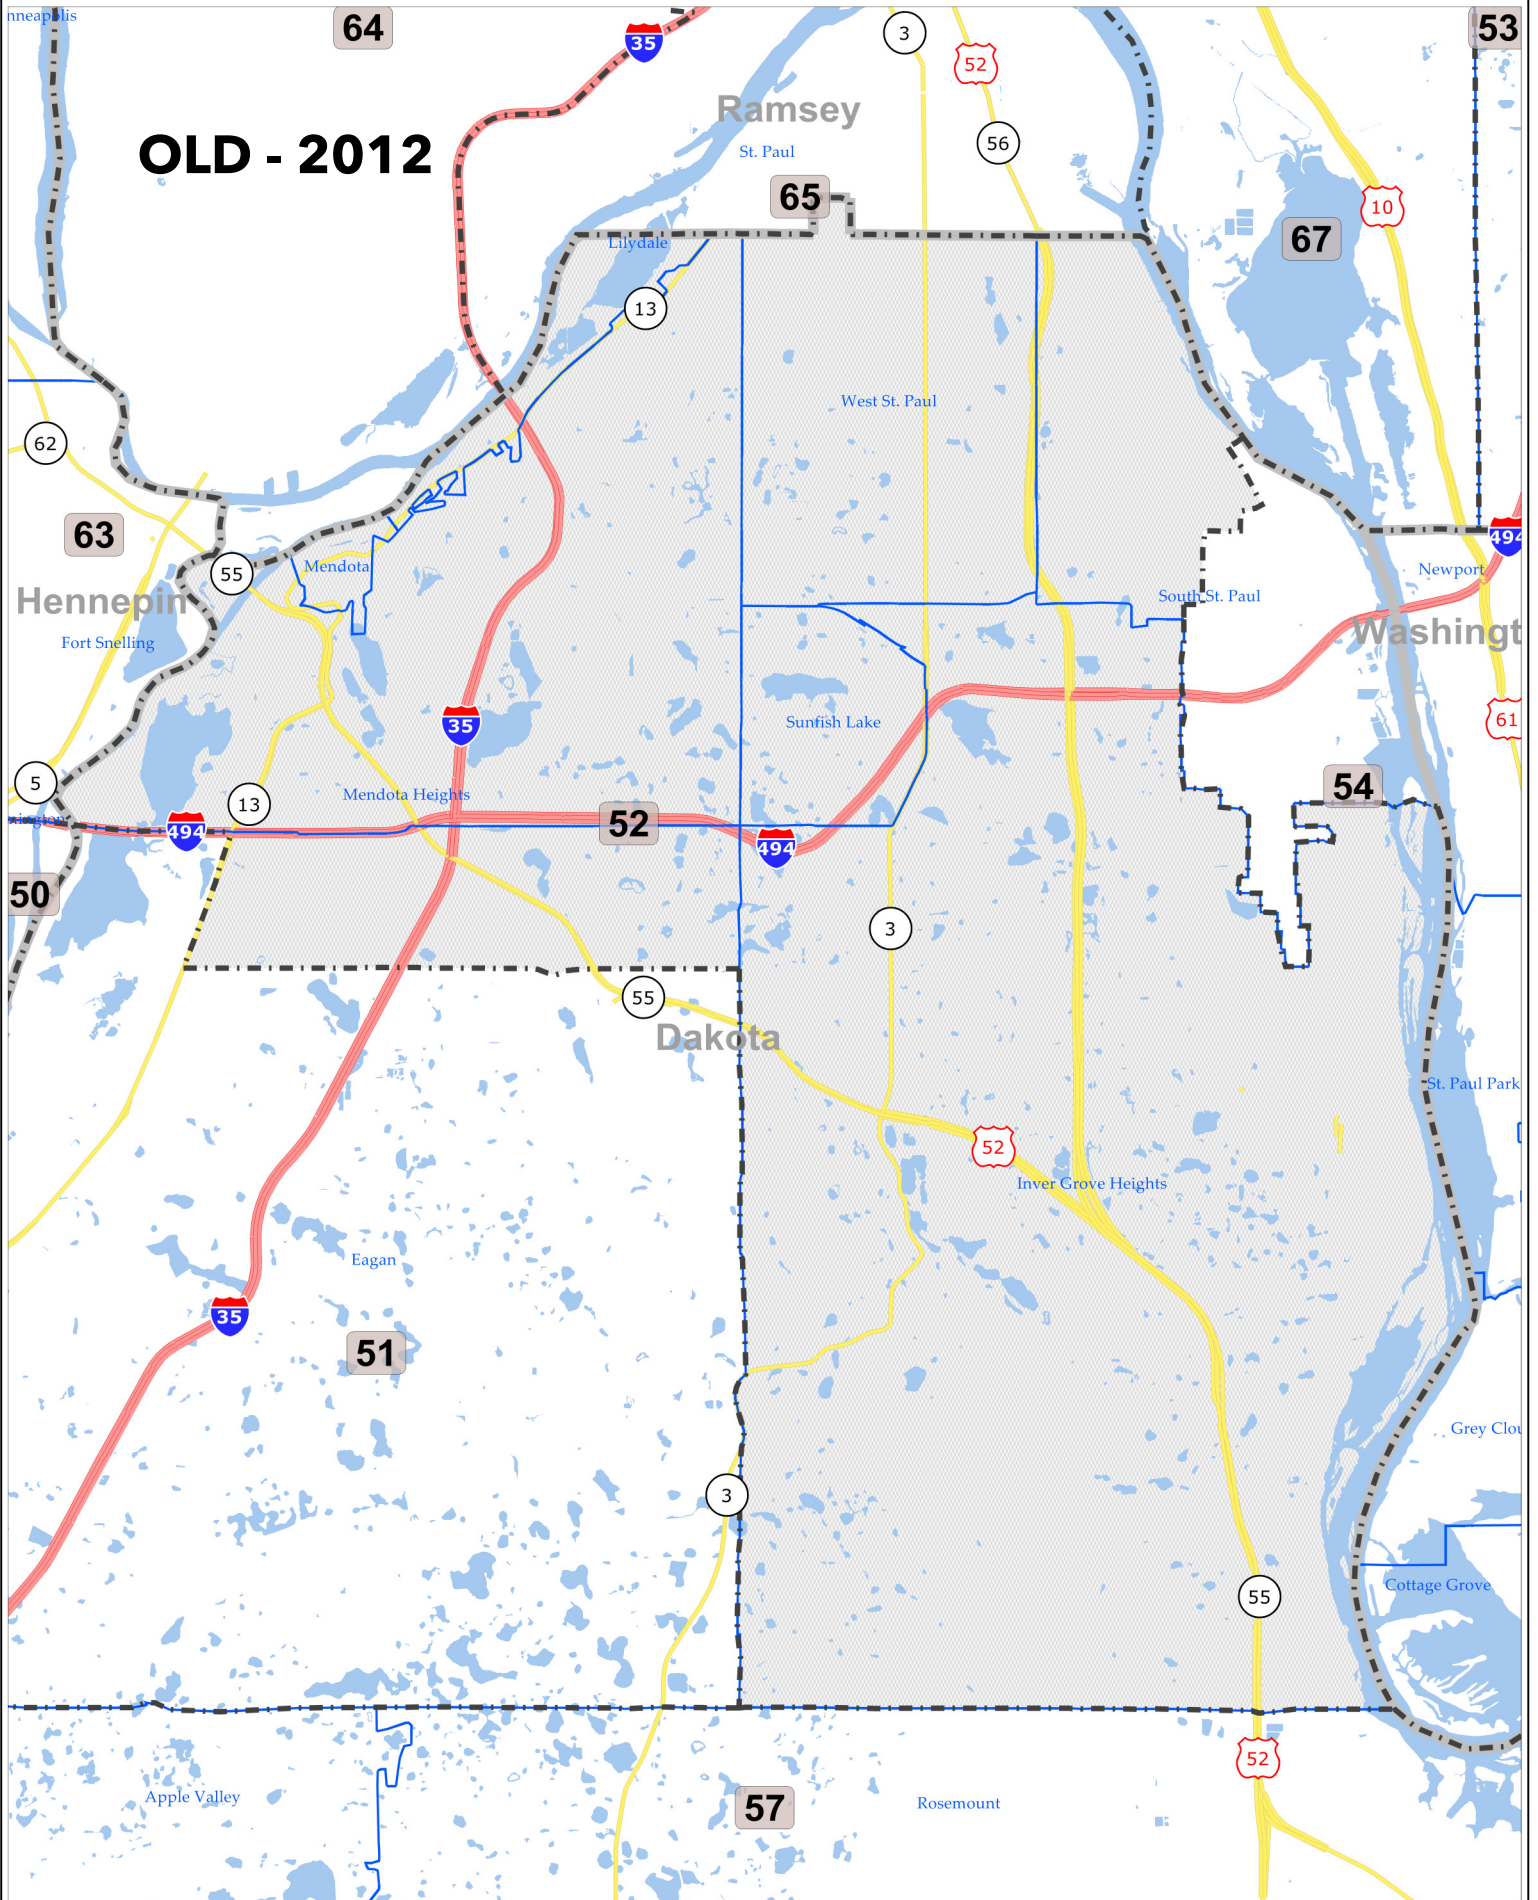 nneapolis
64
35
3
53
52
Ramsey
OLD - 2012
56
St. Paul
65
10
67
Lilydale
13
West St. Paul
62
63
494
55
Mendota
Newport
Hennepin
South St. Paul
Fort Snelling
Washingt
35
Sunfish Lake
61
5
54
Mendota Heights
13
52
494
494
50
3
55
Dakota
St. Paul Park
52
Inver Grove Heights
Eagan
35
51
Grey Clou
3
Cottage Grove
55
52
Apple Valley
57
Rosemount